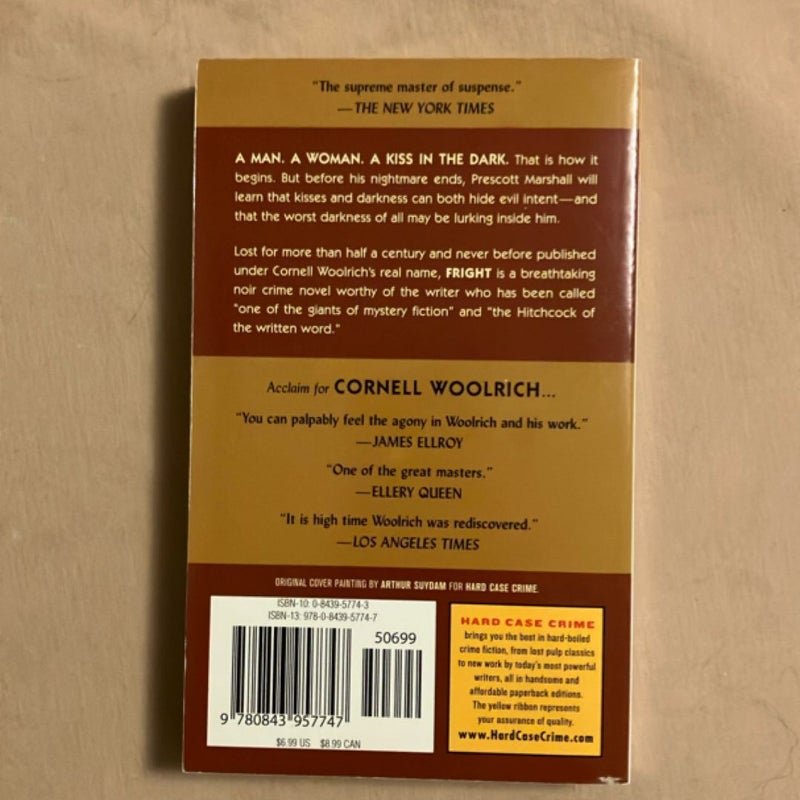 “The supreme master of suspense.”
—THE NEW YORK TIMES
A MAN. A WOMAN. A KISS IN THE DARK. That is how it
begins. But before his nightmare ends, Prescott Marshall will
learn that kisses and darkness can both hide evil intent—and
that the worst darkness of all may be lurking inside him.
Lost for more than half a century and never before published
under Cornell Woolrich's real name, FRIGHT is a breathtaking
noir crime novel worthy of the writer who has been called
"one of the giants of mystery fiction" and "the Hitchcock of
the written word."
Acclaim for CORNELL WOOLRICH...
“You can palpably feel the agony in Woolrich and his work.”
—JAMES ELLROY
“One of the great masters.”
—ELLERY QUEEN
“It is high time Woolrich was rediscovered.”
—LOS ANGELES TIMES
ORIGINAL COVER PAINTING BY ARTHUR SUYDAM FOR HARD CASE CRIME.
ISBN-10: 0-8439-5774-3
ISBN-13: 978-0-8439-5774-7
50699
9 780843 957747
$6.99 US $8.99 CAN
HARD CASE CRIME
brings you the best in hard-boiled
crime fiction, from lost pulp classics
to new work by today's most powerful
writers, all in handsome and
affordable paperback editions.
The yellow ribbon represents
your assurance of quality.
www.HardCaseCrime.com